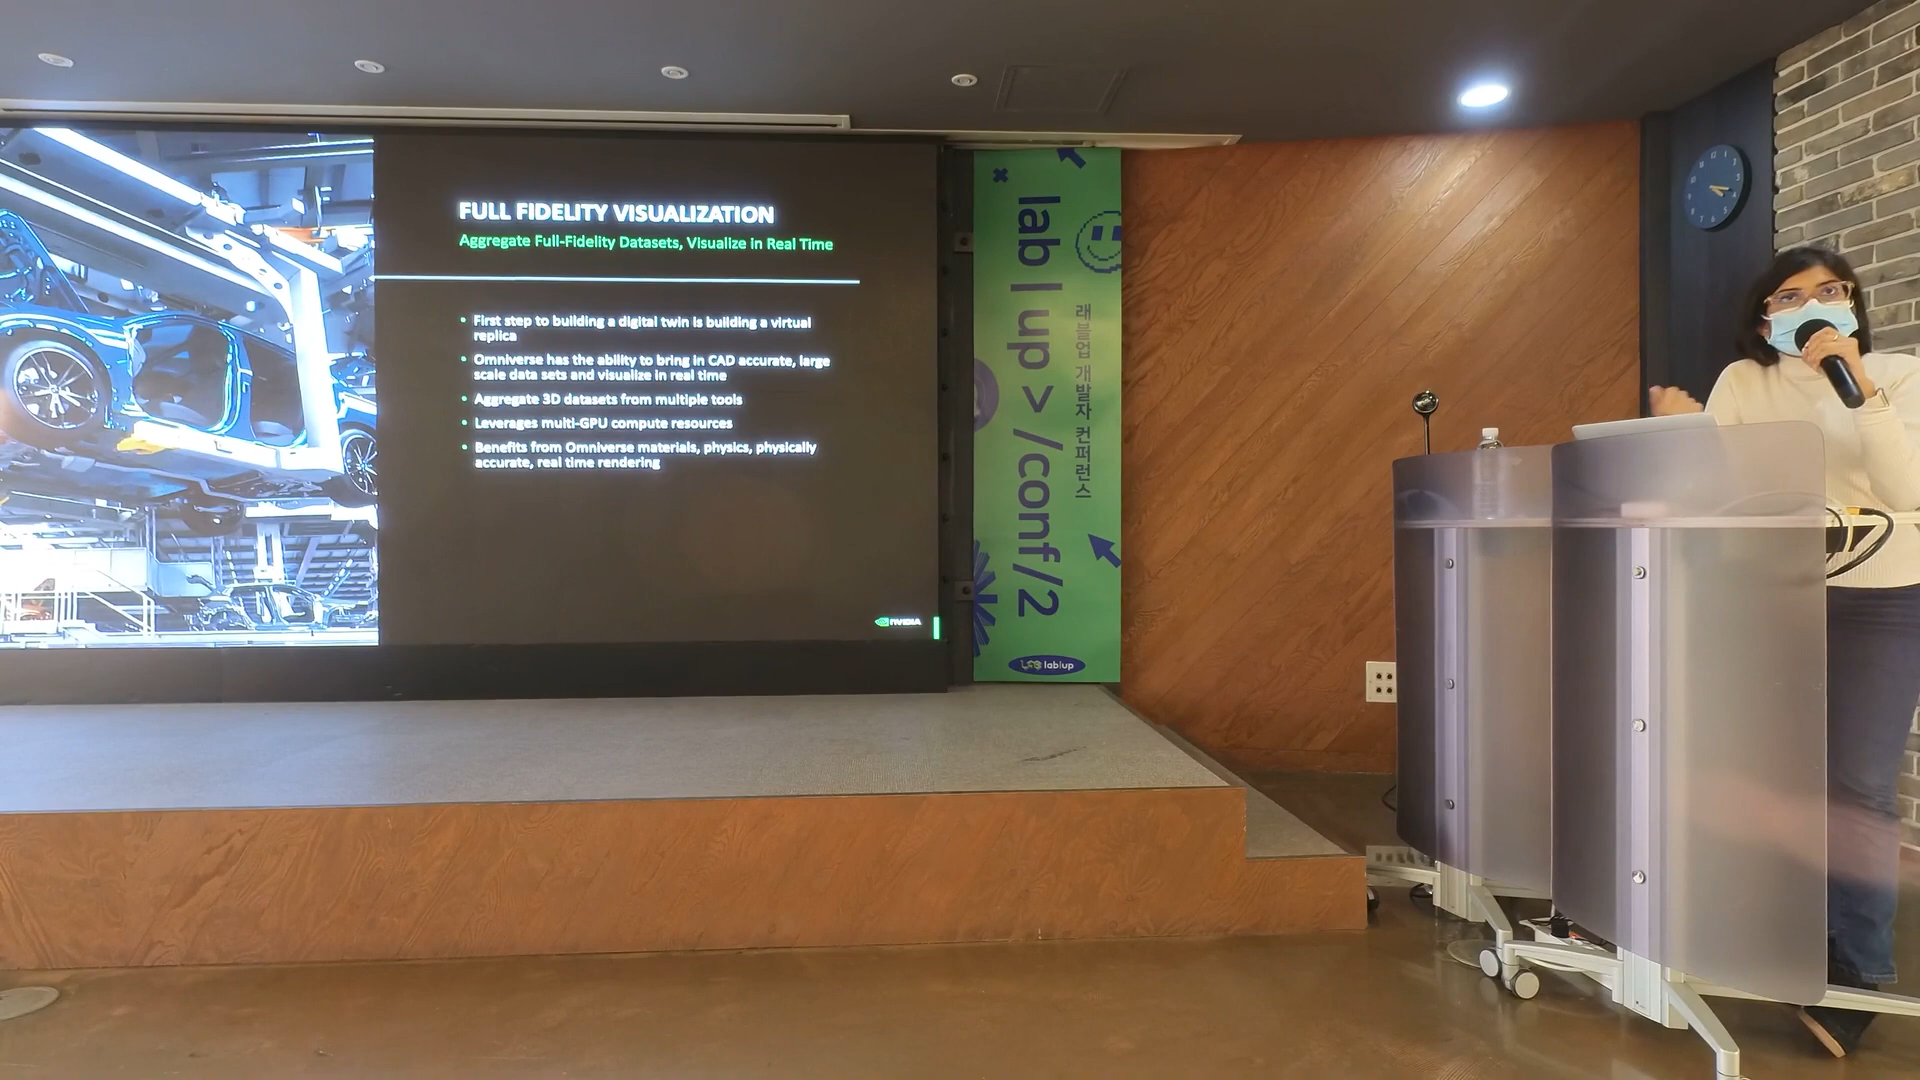 FULL FIDELITY VISUALIZATION
Aggregate Full-Fidelity Datasets, Visualize in Real Time
• First step to building a digital twin is building a virtual
replica
• Omniverse has the ability to bring in CAD accurate, large
scale data sets and visualize in real time
• Aggregate 3D datasets from multiple tools
• Leverages multi-GPU compute resources
• Benefits from Omniverse materials, physics, physically
accurate, real time rendering
NVIDIA
lab | up > /conf/2
래블업 개발자 컨퍼런스
lablup